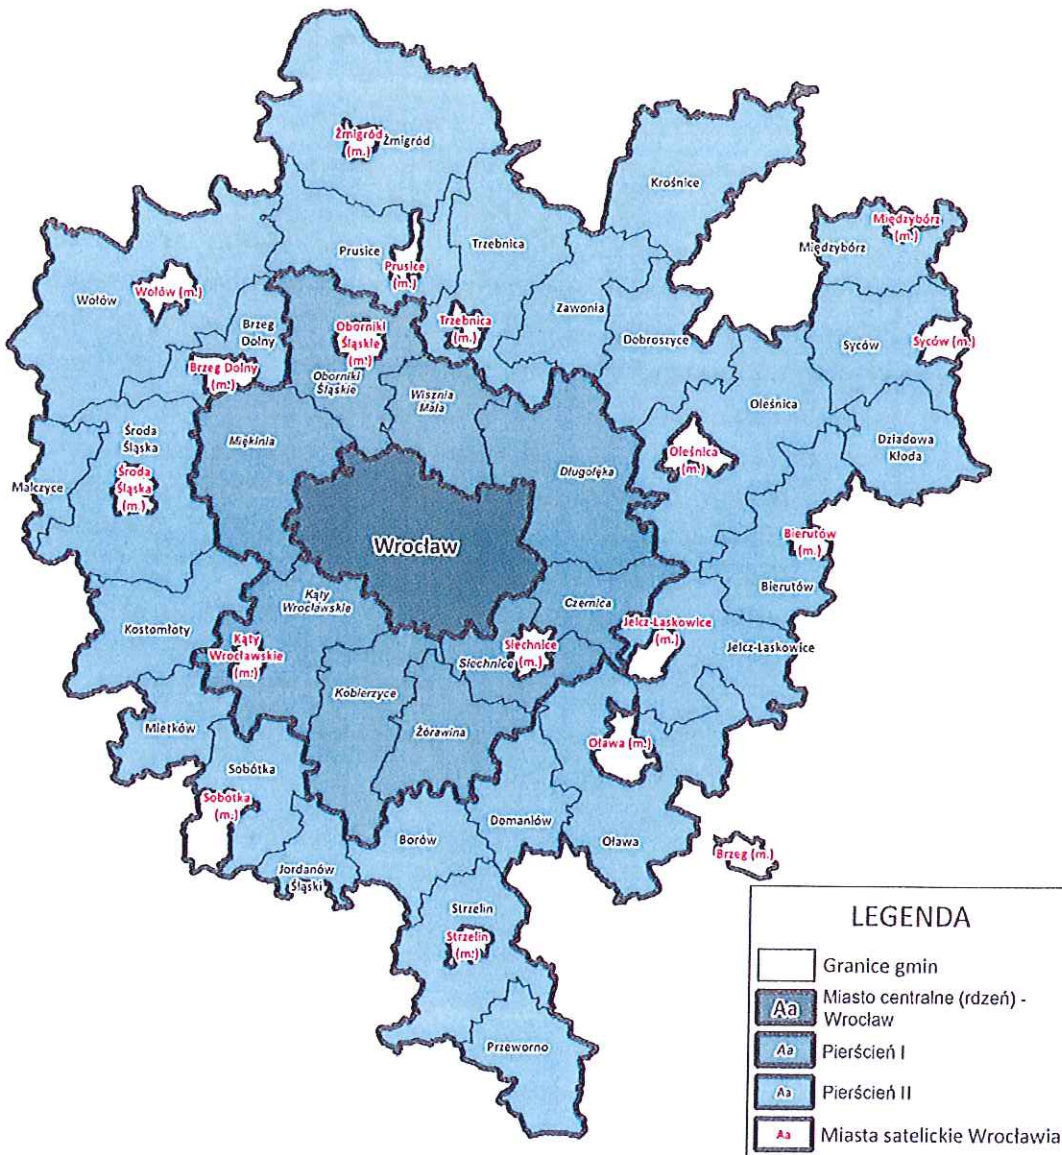 Żmigród
(m.)
Żmigród
Krośnice
Międzybórz
(m.)
Międzybórz
Prusice
Trzebnica
Prusice
(m.)
Wołów
Wołów (m.)
Zawonia
Brzeg
Dolny
Oborniki
Śląskie
(m.)
Trzebnica
(m.)
Dobroszyce
Syców
Syców (m.)
Brzeg Dolny
(m.)
Oborniki
Śląskie
Wisznia
Mała
Oleśnica
Środa
Śląska
Miękinia
Dziadowa
Kłoda
Oleśnica
(m.)
Długołęka
Środa
Śląska
(m.)
Malczyce
Wrocław
Bierutów
(m.)
Bierutów
Kąty
Wrocławskie
Czernica
Kostomłoty
Jelcz-Laskowice
(m.)
Kąty
Wrocławskie
(m.)
Siechnice
(m.)
Siechnice
Jelcz-Laskowice
Kobierzyce
Mietków
Żórawina
Oława (m.)
Sobótka
Sobótka
(m.)
Domaniów
Borów
Oława
Brzeg (m.)
Jordanów
Śląski
Strzelin
Strzelin
(m.)
Przeworno
LEGENDA
Granice gmin
Aa Miasto centralne (rdzeń) -
Wrocław
Aa Pierścień I
Aa Pierścień II
Aa Miasta satelickie Wrocławia